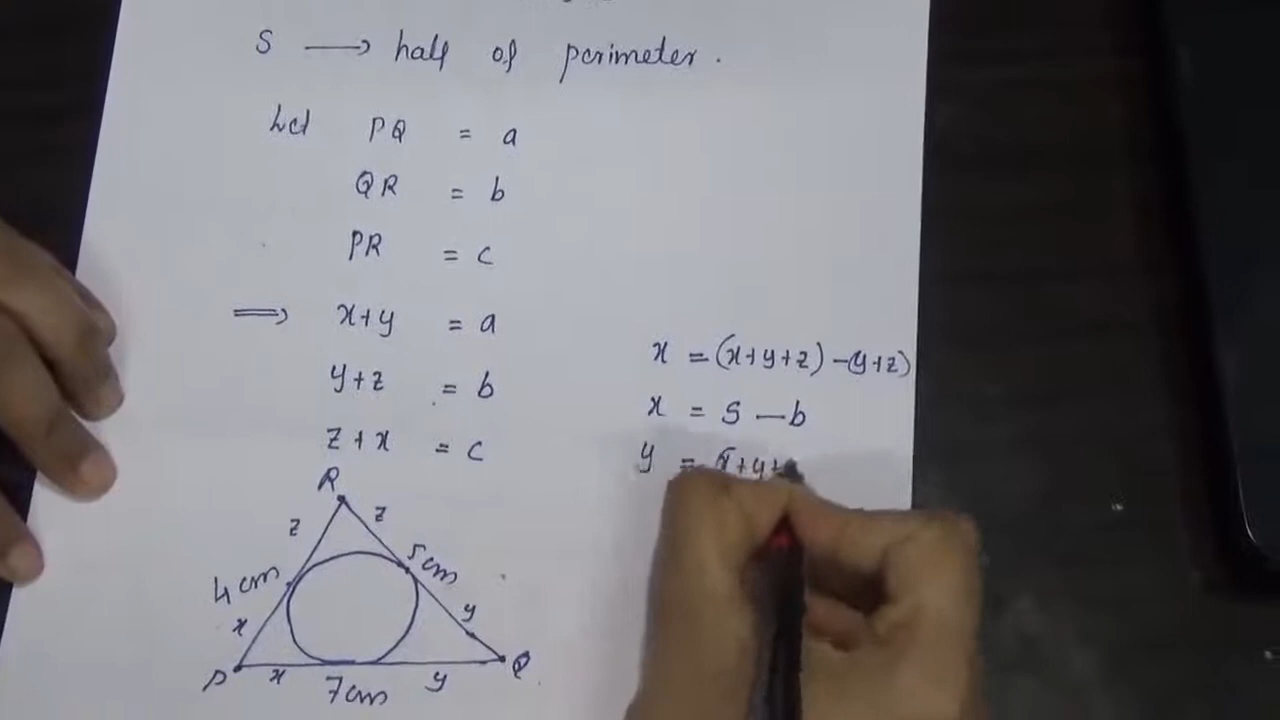 S → half of perimeter.
Let PQ = a
QR = b
PR = c
⟹ x+y = a
y+z = b
z+x = c
x = (x+y+z) -(y+z)
x = S - b
y = (x+y+
R
z z
4cm 5cm
x y
P x 7cm y Q